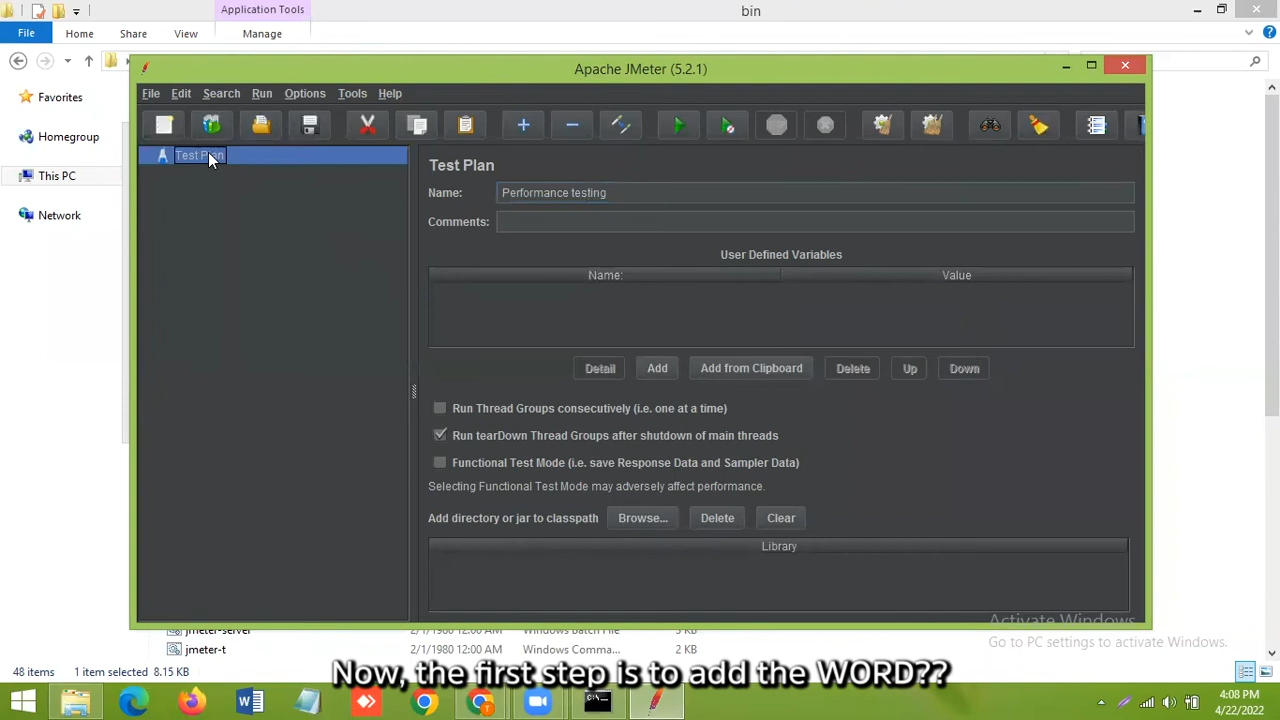 Application Tools
bin
File Home Share View Manage
Favorites
Homegroup
This PC
Network
Apache JMeter (5.2.1)
File Edit Search Run Options Tools Help
Test Plan
Test Plan
Name: Performance testing
Comments:
User Defined Variables
Name: Value
Detail Add Add from Clipboard Delete Up Down
Run Thread Groups consecutively (i.e. one at a time)
Run tearDown Thread Groups after shutdown of main threads
Functional Test Mode (i.e. save Response Data and Sampler Data)
Selecting Functional Test Mode may adversely affect performance.
Add directory or jar to classpath Browse... Delete Clear
Library
Activate Windows
Go to PC settings to activate Windows.
jmeter-server 2/1/1980 12:00 AM Windows Batch File
jmeter-t 2/1/1980 12:00 AM Windows Comma... 
48 items 1 item selected 8.15 KB
Now, the first step is to add the WORD??
4:08 PM
4/22/2022